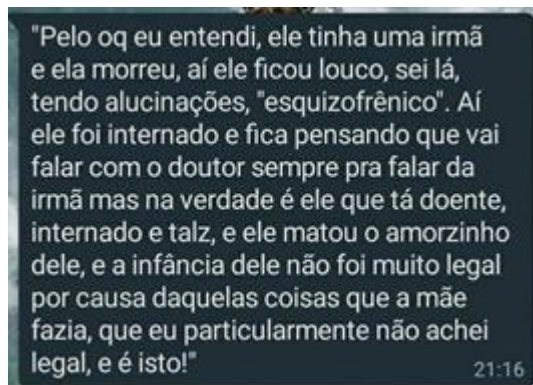 "Pelo oq eu entendi, ele tinha uma irmã
e ela morreu, aí ele ficou louco, sei lá,
tendo alucinações, "esquizofrênico". Aí
ele foi internado e fica pensando que vai
falar com o doutor sempre pra falar da
irmã mas na verdade é ele que tá doente,
internado e talz, e ele matou o amorzinho
dele, e a infância dele não foi muito legal
por causa daquelas coisas que a mãe
fazia, que eu particularmente não achei
legal, e é isto!"
21:16